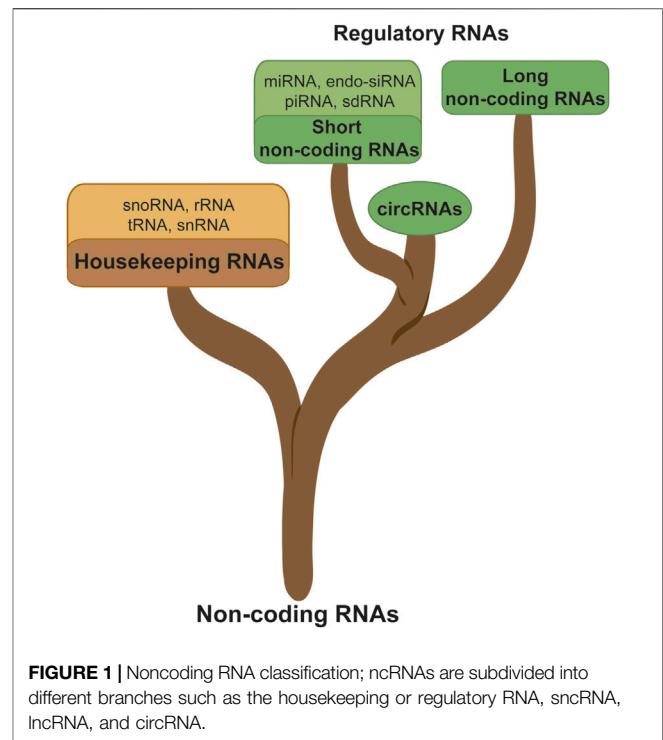 Regulatory RNAs
miRNA, endo-siRNA
piRNA, sdRNA
Short
non-coding RNAs
Long
non-coding RNAs
circRNAs
snoRNA, rRNA
tRNA, snRNA
Housekeeping RNAs
Non-coding RNAs
FIGURE 1 | Noncoding RNA classification; ncRNAs are subdivided into
different branches such as the housekeeping or regulatory RNA, sncRNA,
lncRNA, and circRNA.